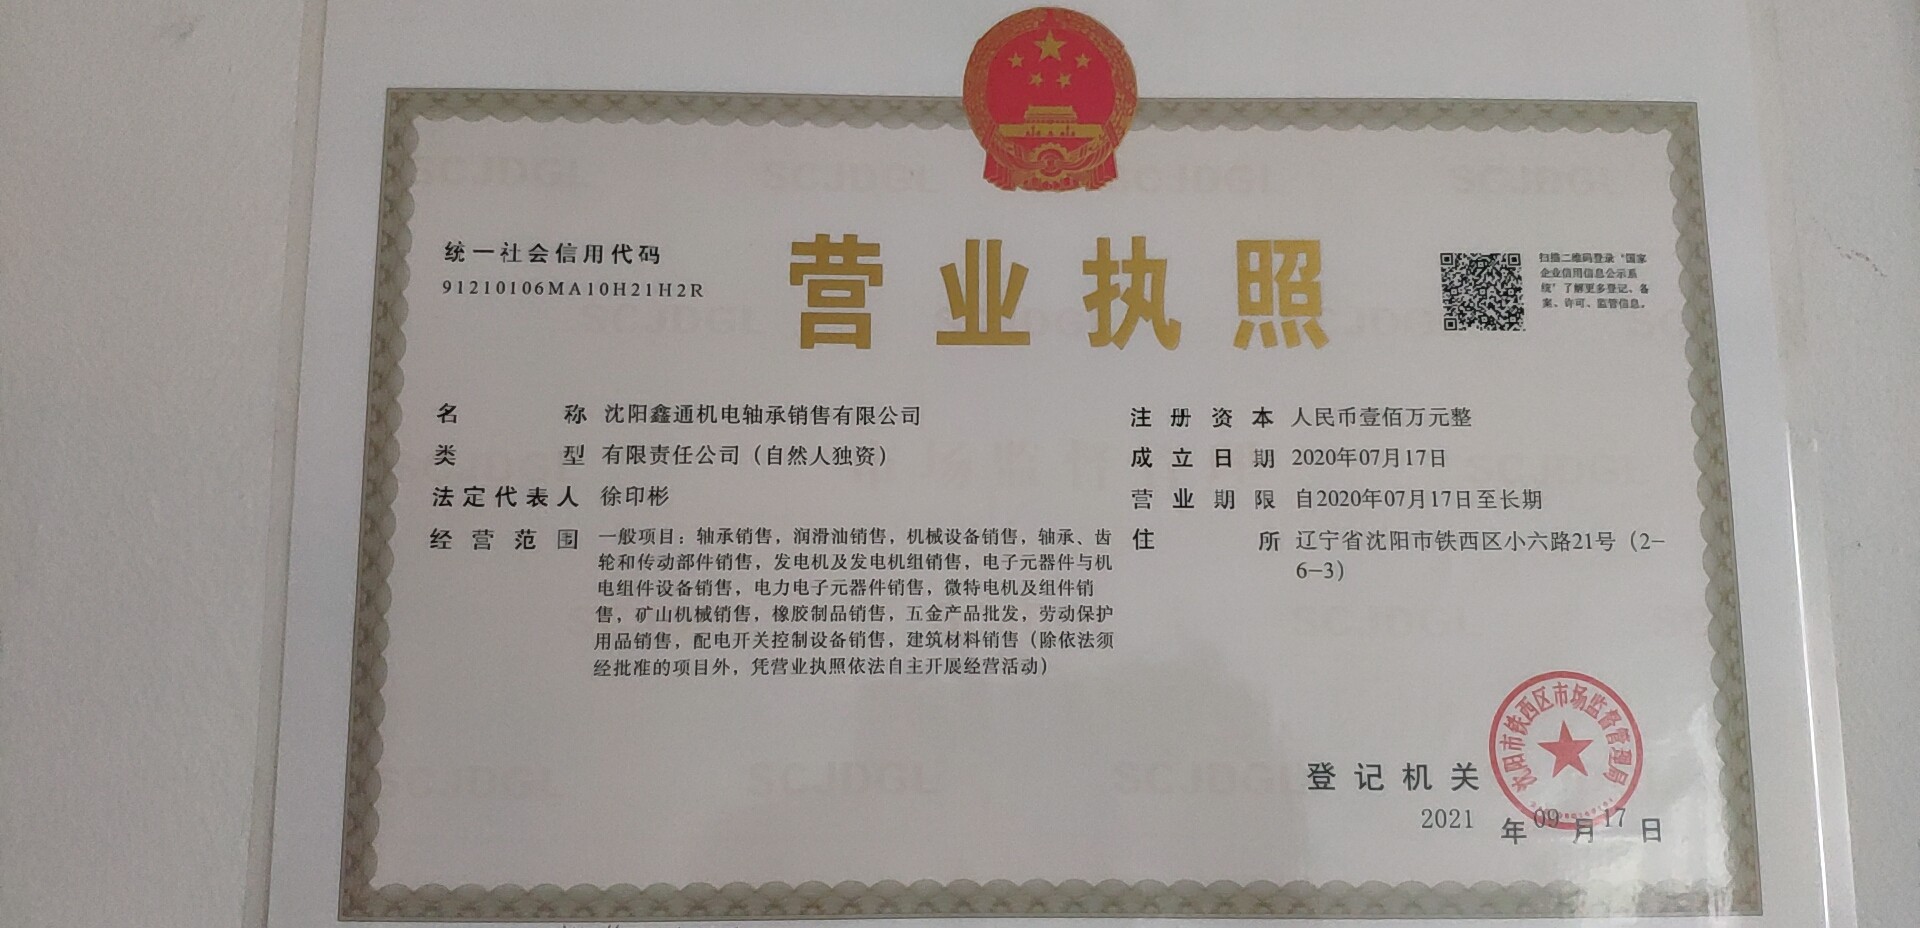 统一社会信用代码
91210106MA10H21H2R
营业执照
扫描二维码登录“国家
企业信用信息公示系
统”了解更多登记、备
案、许可、监管信息。
名称 沈阳鑫通机电轴承销售有限公司
类型 有限责任公司（自然人独资）
法定代表人 徐印彬
经营范围 一般项目：轴承销售，润滑油销售，机械设备销售，轴承、齿
轮和传动部件销售，发电机及发电机组销售，电子元器件与机
电组件设备销售，电力电子元器件销售，微特电机及组件销
售，矿山机械销售，橡胶制品销售，五金产品批发，劳动保护
用品销售，配电开关控制设备销售，建筑材料销售（除依法须
经批准的项目外，凭营业执照依法自主开展经营活动）
注册资本 人民币壹佰万元整
成立日期 2020年07月17日
营业期限 自2020年07月17日至长期
住所 辽宁省沈阳市铁西区小六路21号（2-
6-3）
登记机关
沈阳市铁西区市场监督管理局
2021年09月17日
SCJDGL